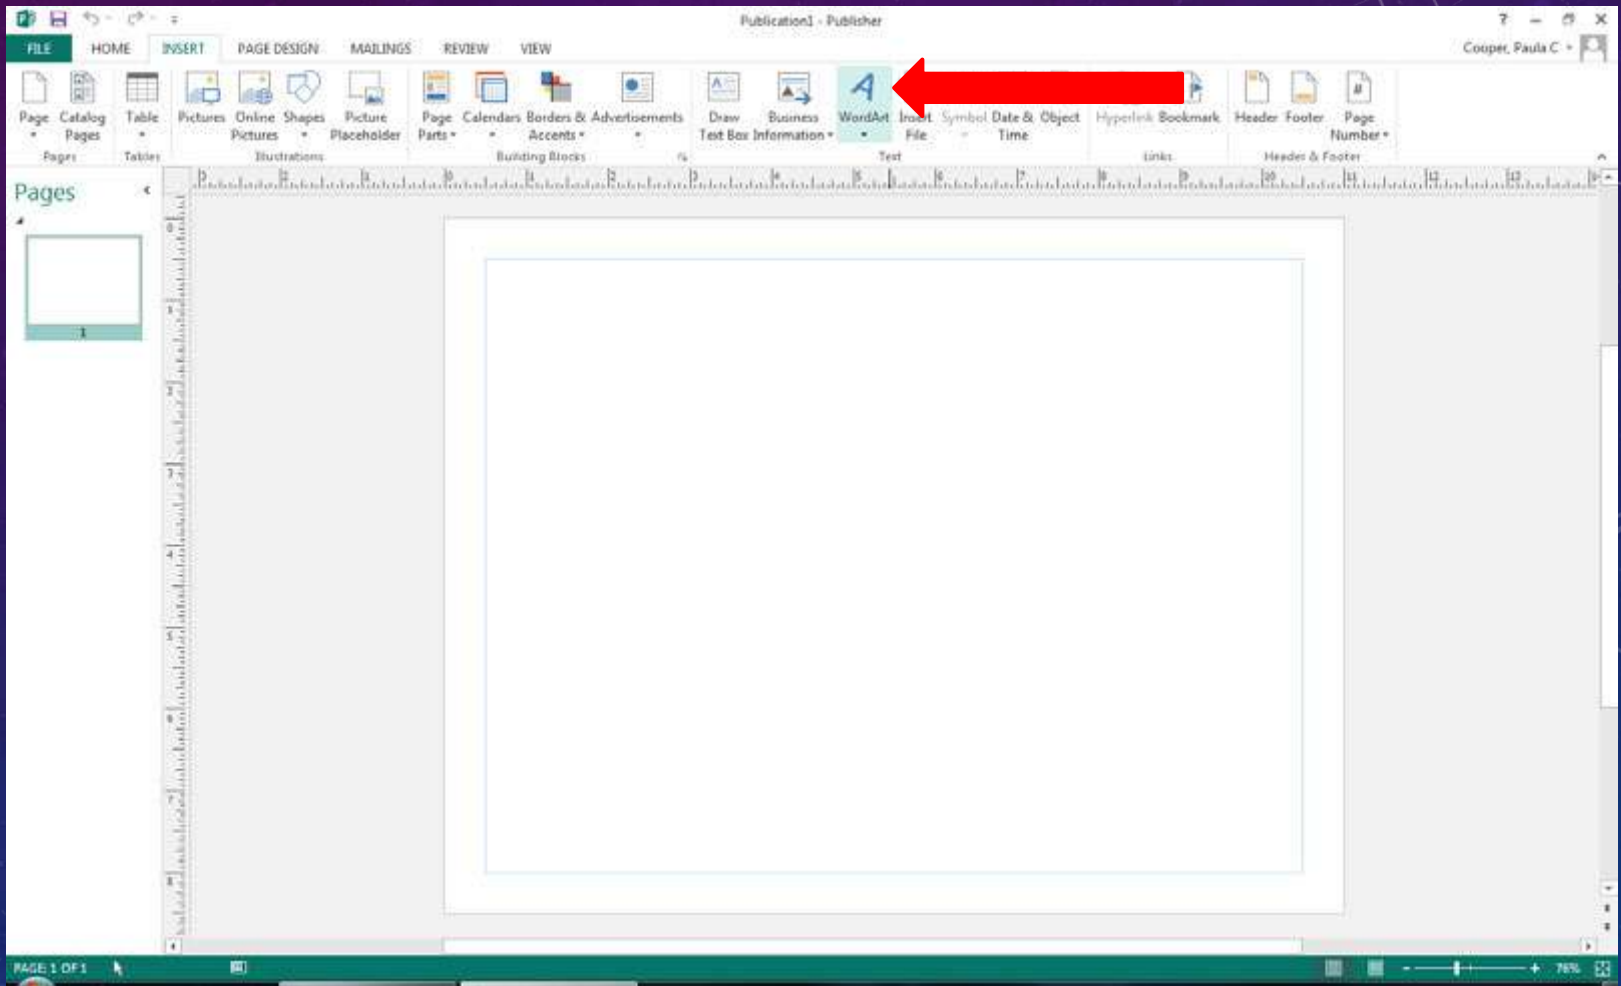 Publication1 - Publisher
FILE HOME INSERT PAGE DESIGN MAILINGS REVIEW VIEW
Cooper, Paula C
Page Catalog Table Pictures Online Shapes Picture Page Calendars Borders & Advertisements Draw Business WordArt Insert Symbol Date & Object Hyperlink Bookmark Header Footer Page
Pages Pictures Placeholder Parts Accents Text Box Information File Time Number
Pages Tables Illustrations Building Blocks Text Links Header & Footer
Pages
1
PAGE: 1 OF 1
76%